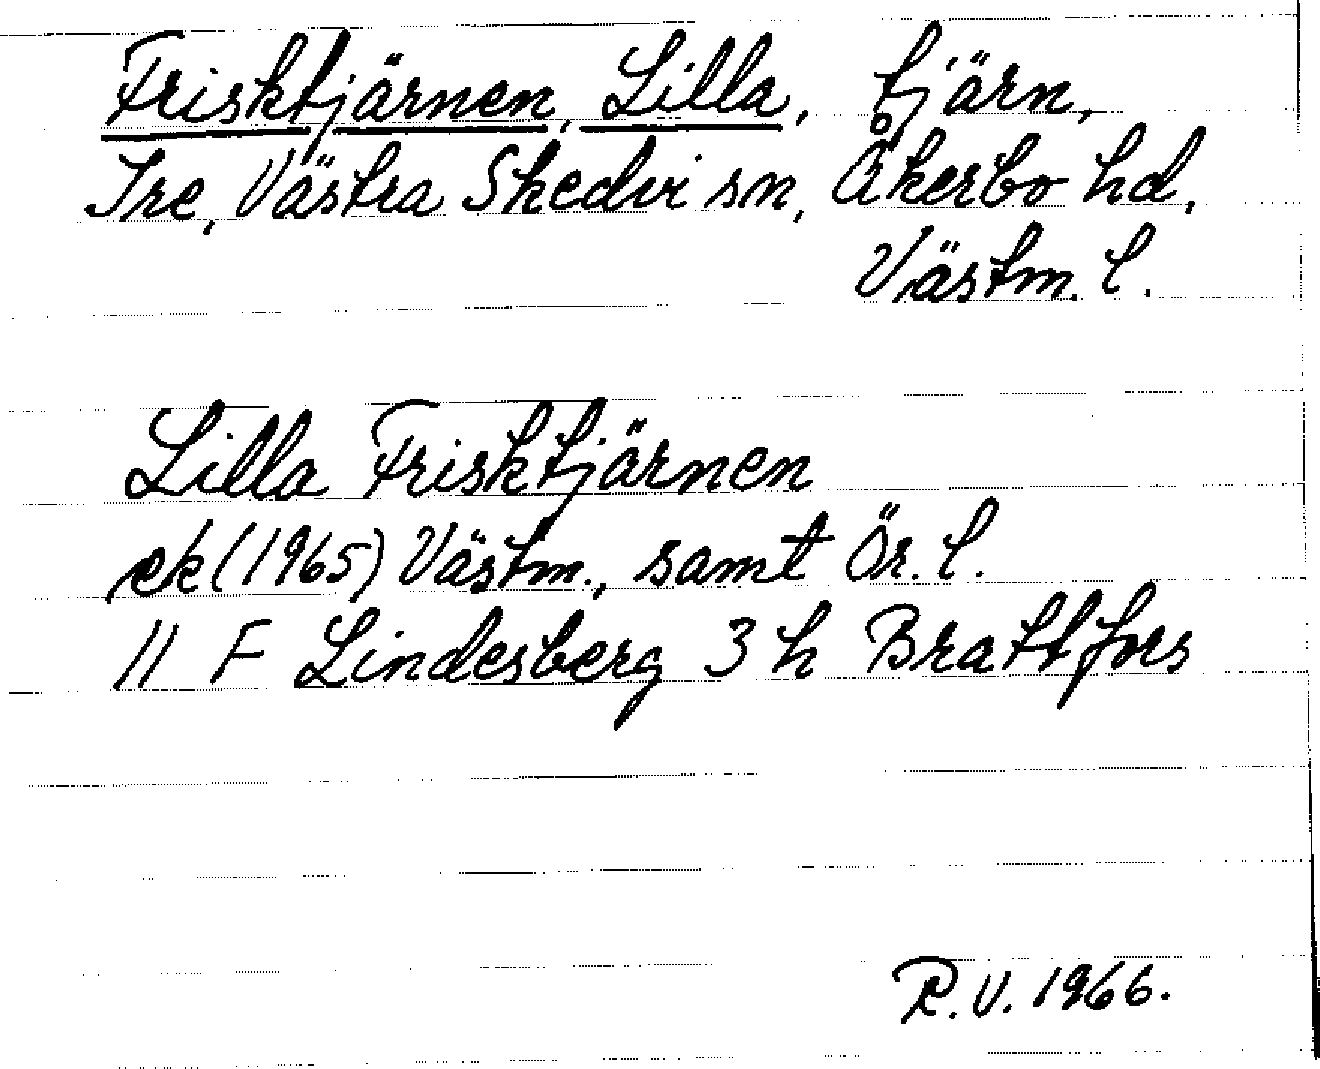 Frisktjärnen, Lilla, tjärn,
Ire, Västra Skedvi sn, Åkerbo hd,
Västm. l.
Lilla Frisktjärnen
ek (1965) Västm., samt Ör. l.
11 F Lindesberg 3 h Brattfors
R.V. 1966.